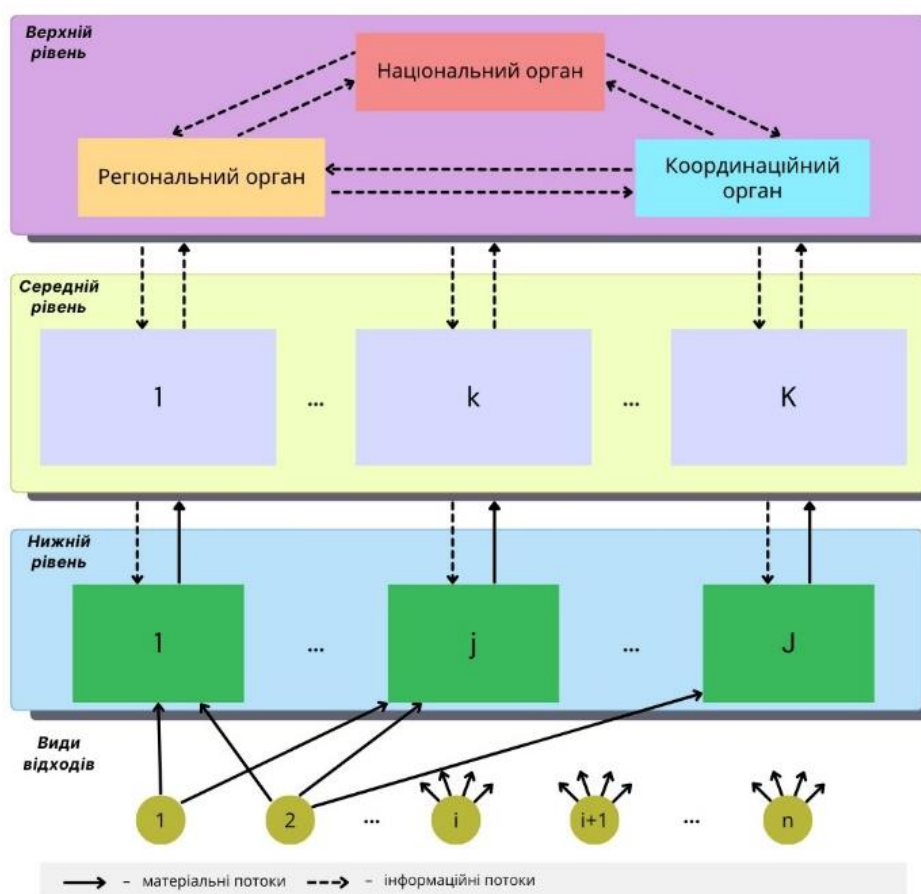 Верхній
рівень
Національний орган
Регіональний орган
Координаційний
орган
Середній
рівень
1 ... k ... K
Нижній
рівень
1 ... j ... J
Види
відходів
1 2 ... i i+1 ... n
– матеріальні потоки – інформаційні потоки